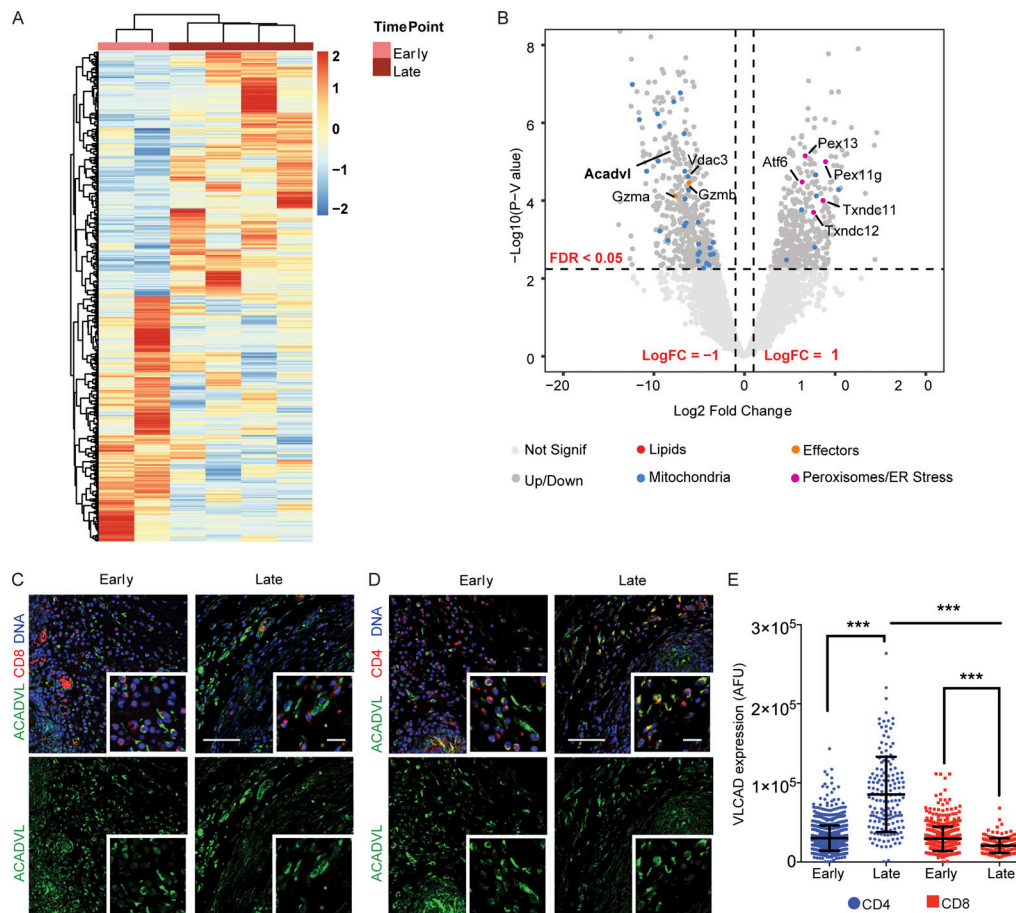 A
TimePoint
Early
Late
2
1
0
−1
−2
B
8
6
4
2
0
−Log10(P−V alue)
Acadvl
Vdac3
Gzma
Gzmb
Atf6
Pex13
Pex11g
Txndc11
Txndc12
FDR < 0.05
LogFC = −1
LogFC = 1
−20
−10
0
1 0
2 0
Log2 Fold Change
Not Signif
Lipids
Effectors
Up/Down
Mitochondria
Peroxisomes/ER Stress
C
Early
Late
ACADVL CD8 DNA
ACADVL
D
Early
Late
ACADVL CD4 DNA
ACADVL
E
VLCAD expression (AFU)
3×10⁵
2×10⁵
1×10⁵
0
***
***
***
Early
Late
Early
Late
CD4
CD8